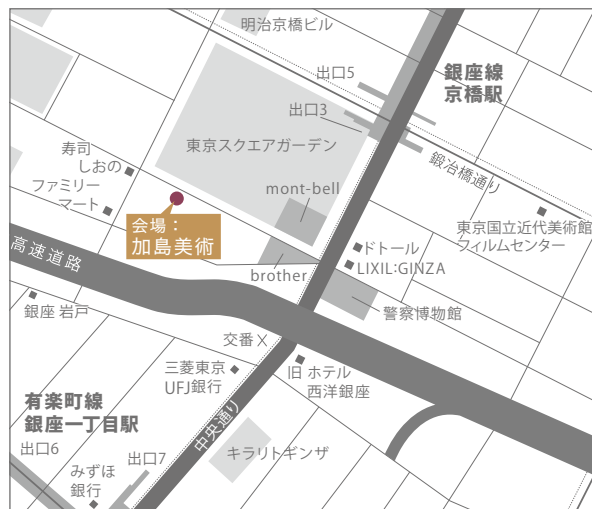 明治京橋ビル
出口5
銀座線
京橋駅
出口3
東京スクエアガーデン
鍛冶橋通り
寿司
しおの
ファミリー
マート
mont-bell
会場：
加島美術
東京国立近代美術館
フィルムセンター
高速道路
brother
ドトール
LIXIL:GINZA
銀座 岩戸
警察博物館
交番
三菱東京
UFJ銀行
旧 ホテル
西洋銀座
有楽町線
銀座一丁目駅
中央通り
出口6
出口7
キラリトギンザ
みずほ
銀行